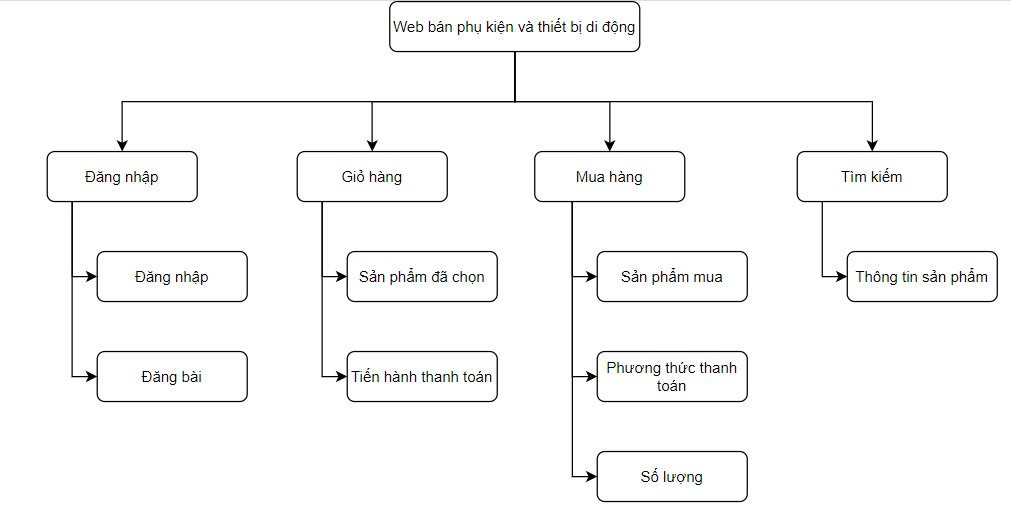 Web bán phụ kiện và thiết bị di động
Đăng nhập
Giỏ hàng
Mua hàng
Tìm kiếm
Đăng nhập
Sản phẩm đã chọn
Sản phẩm mua
Thông tin sản phẩm
Đăng bài
Tiến hành thanh toán
Phương thức thanh
toán
Số lượng